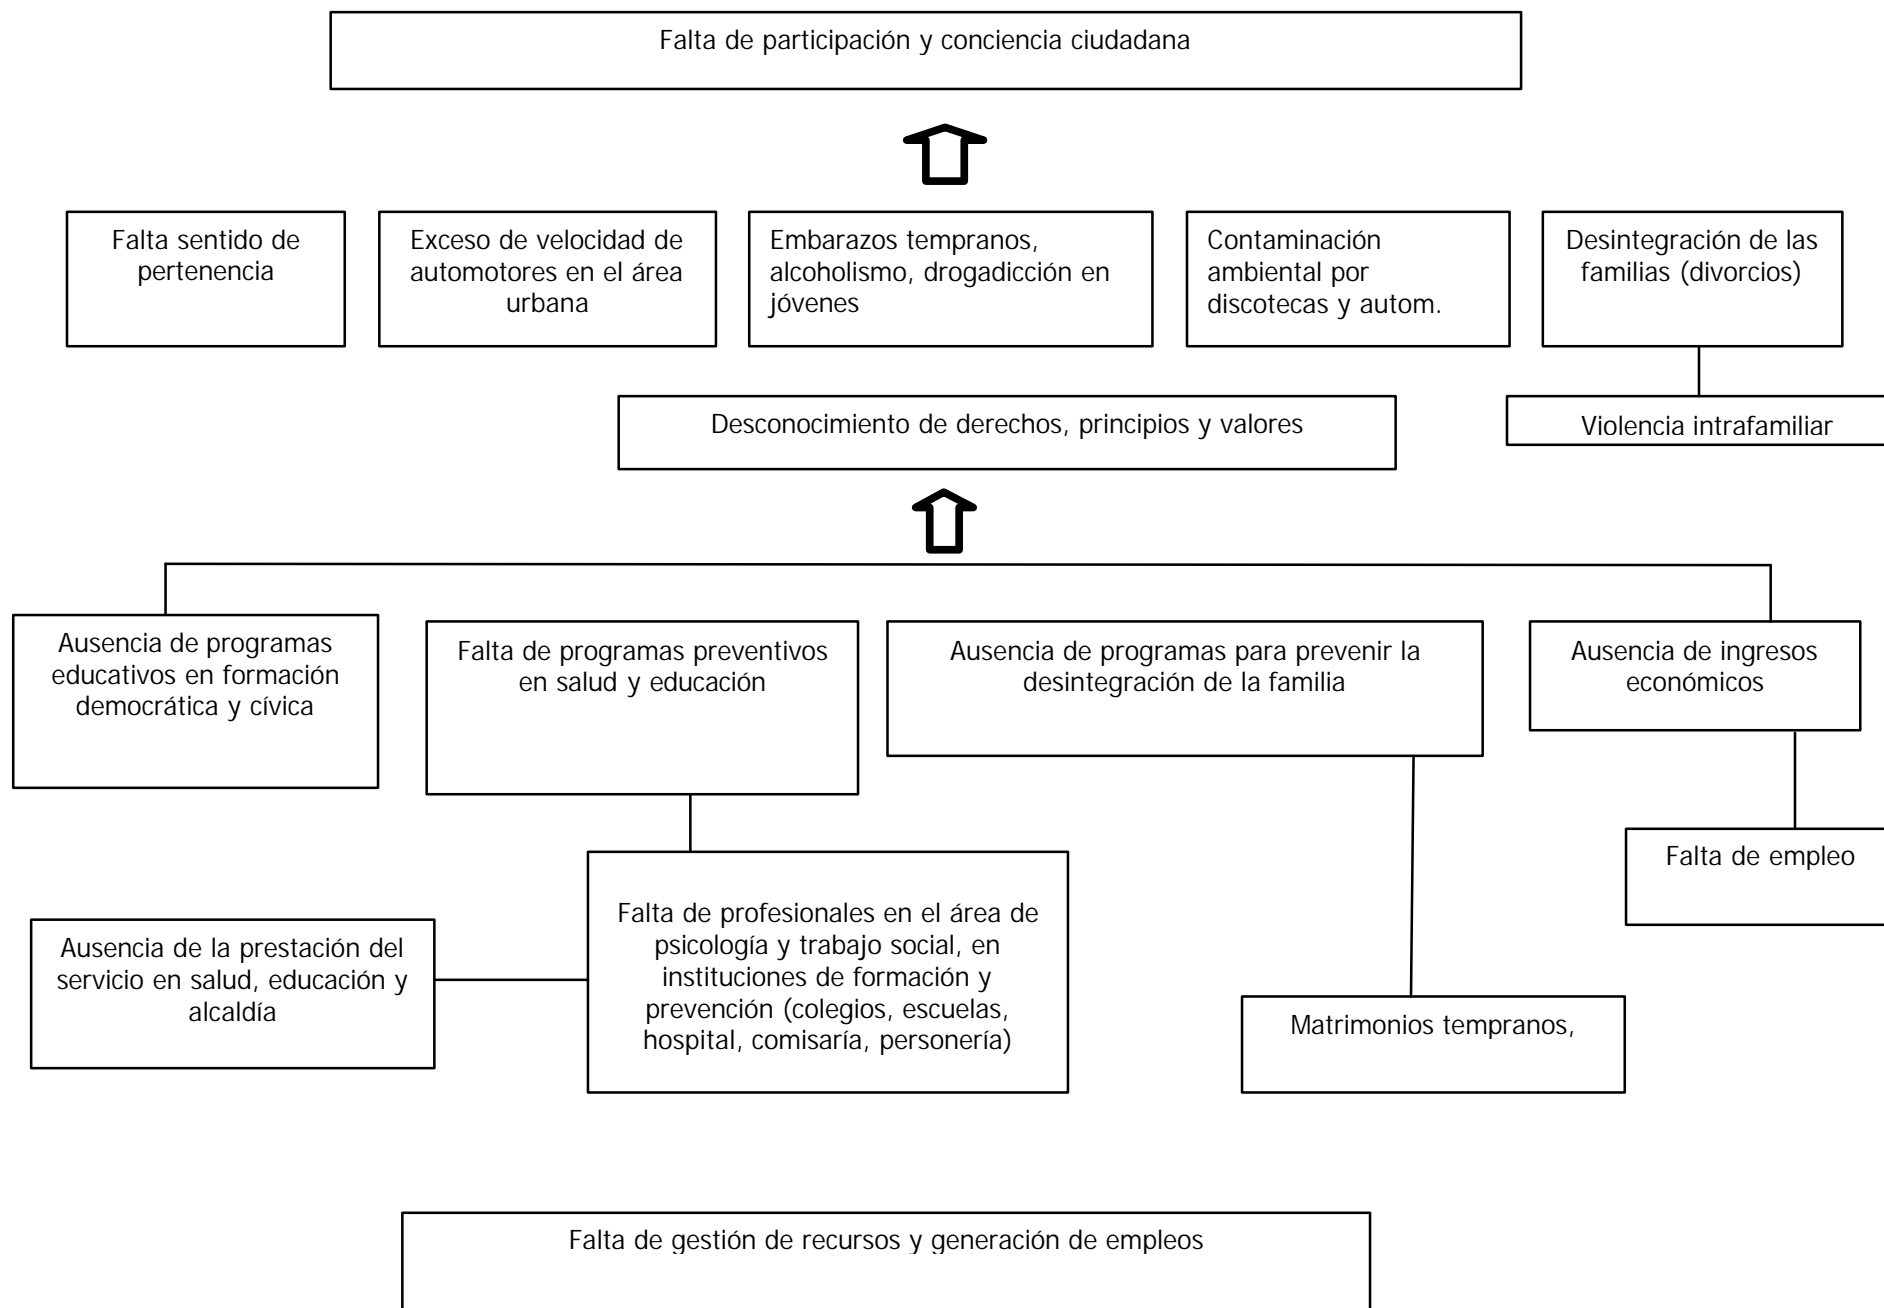 Falta de participación y conciencia ciudadana
Falta sentido de
pertenencia
Exceso de velocidad de
automotores en el área
urbana
Embarazos tempranos,
alcoholismo, drogadicción en
jóvenes
Contaminación
ambiental por
discotecas y autom.
Desintegración de las
familias (divorcios)
Desconocimiento de derechos, principios y valores
Violencia intrafamiliar
Ausencia de programas
educativos en formación
democrática y cívica
Falta de programas preventivos
en salud y educación
Ausencia de programas para prevenir la
desintegración de la familia
Ausencia de ingresos
económicos
Falta de empleo
Ausencia de la prestación del
servicio en salud, educación y
alcaldía
Falta de profesionales en el área de
psicología y trabajo social, en
instituciones de formación y
prevención (colegios, escuelas,
hospital, comisaría, personería)
Matrimonios tempranos,
Falta de gestión de recursos y generación de empleos